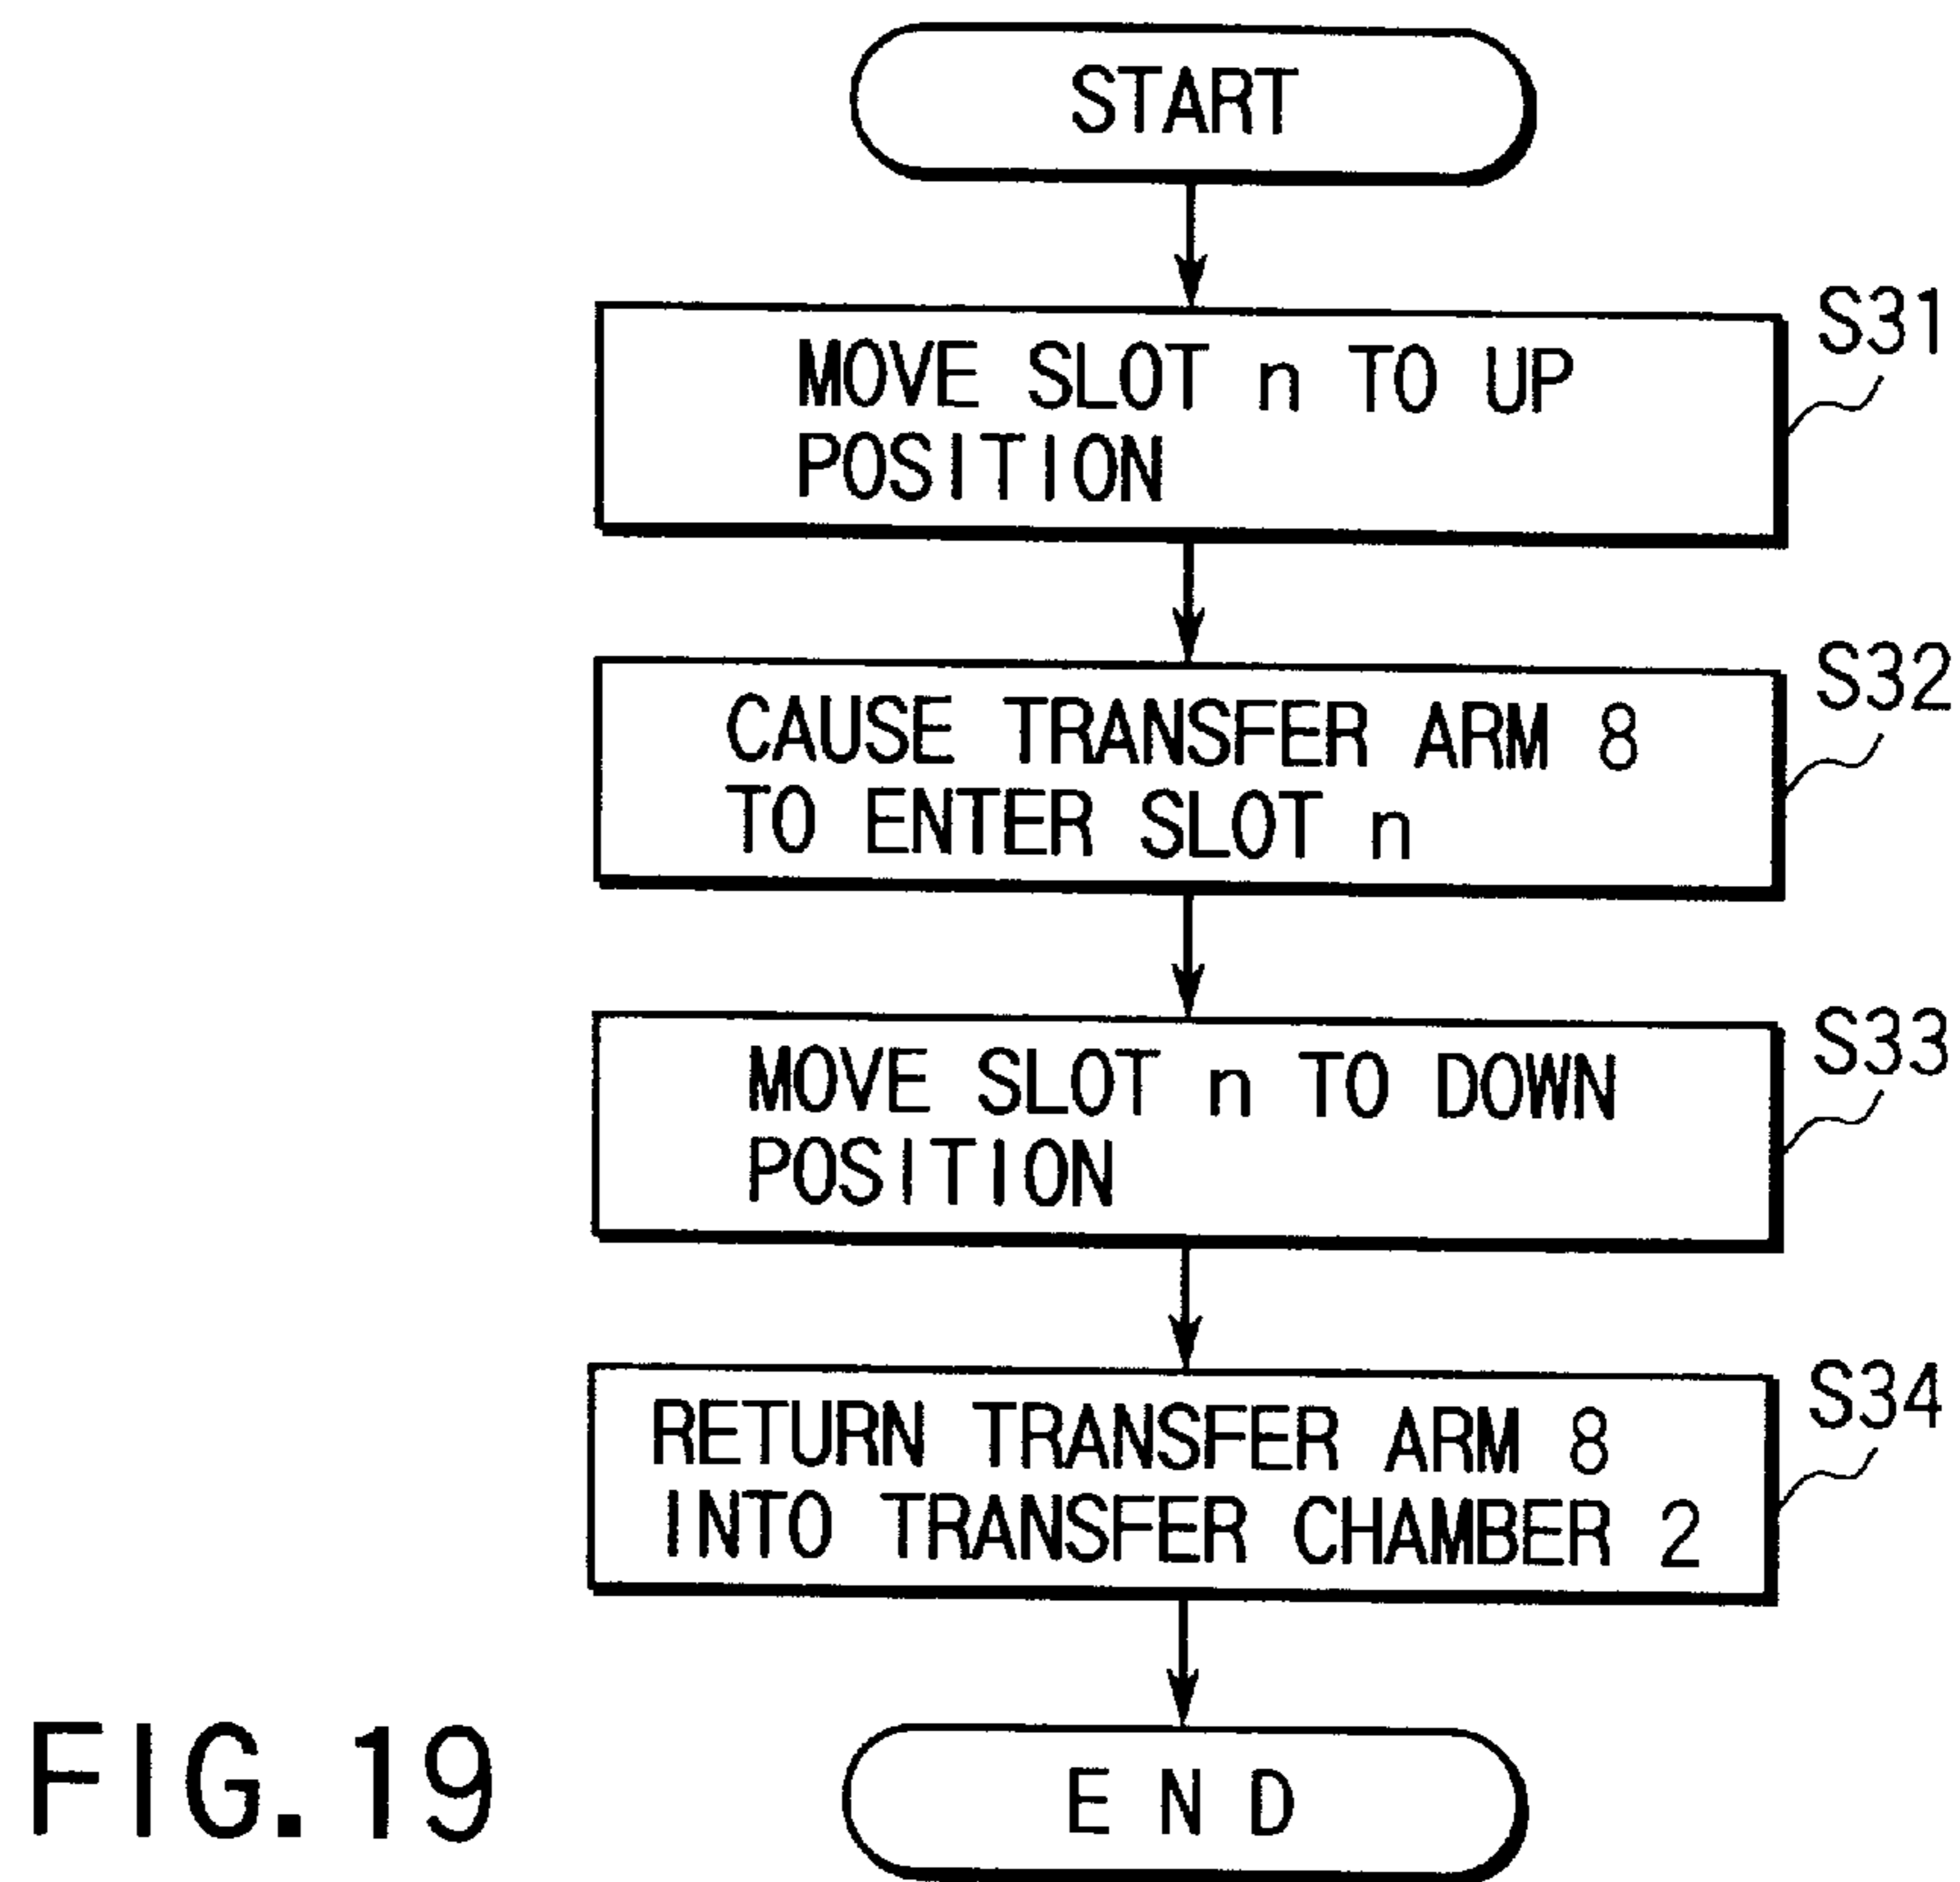 START
S31
MOVE SLOT n TO UP
POSITION
S32
CAUSE TRANSFER ARM 8
TO ENTER SLOT n
S33
MOVE SLOT n TO DOWN
POSITION
S34
RETURN TRANSFER ARM 8
INTO TRANSFER CHAMBER 2
END
FIG. 19